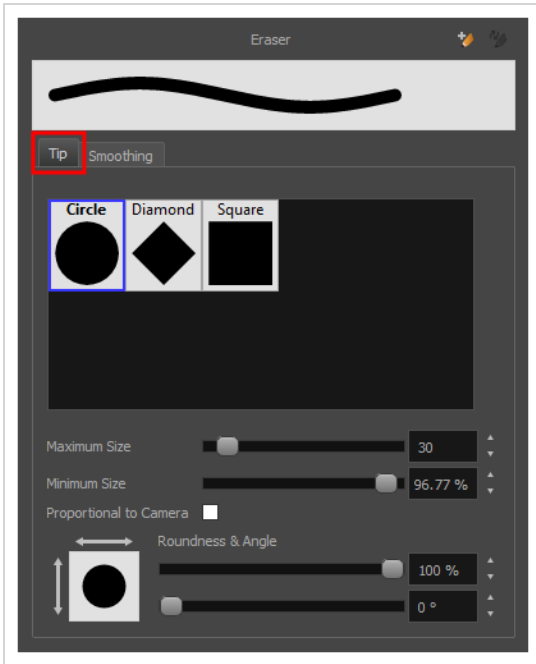 Eraser
Tip Smoothing
Circle Diamond Square
Maximum Size 30
Minimum Size 96.77 %
Proportional to Camera
Roundness & Angle
100 %
0 °